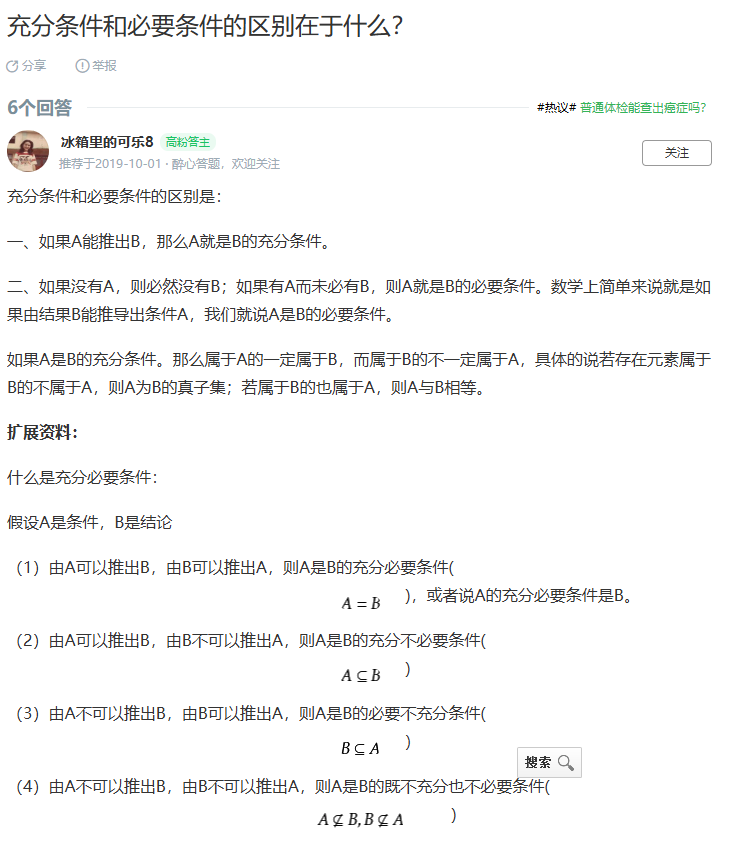 充分条件和必要条件的区别在于什么?
分享 举报
6个回答 #热议# 普通体检能查出癌症吗?
冰箱里的可乐8 高粉答主
推荐于2019-10-01 · 醉心答题，欢迎关注
关注
充分条件和必要条件的区别是：
一、如果A能推出B，那么A就是B的充分条件。
二、如果没有A，则必然没有B；如果有A而未必有B，则A就是B的必要条件。数学上简单来说就是如
果由结果B能推导出条件A，我们就说A是B的必要条件。
如果A是B的充分条件。那么属于A的一定属于B，而属于B的不一定属于A，具体的说若存在元素属于
B的不属于A，则A为B的真子集；若属于B的也属于A，则A与B相等。
扩展资料：
什么是充分必要条件：
假设A是条件，B是结论
（1）由A可以推出B，由B可以推出A，则A是B的充分必要条件(
A = B )，或者说A的充分必要条件是B。
（2）由A可以推出B，由B不可以推出A，则A是B的充分不必要条件(
A ⊆ B )
（3）由A不可以推出B，由B可以推出A，则A是B的必要不充分条件(
B ⊆ A )
搜索
（4）由A不可以推出B，由B不可以推出A，则A是B的既不充分也不必要条件(
A ⊈ B, B ⊈ A )